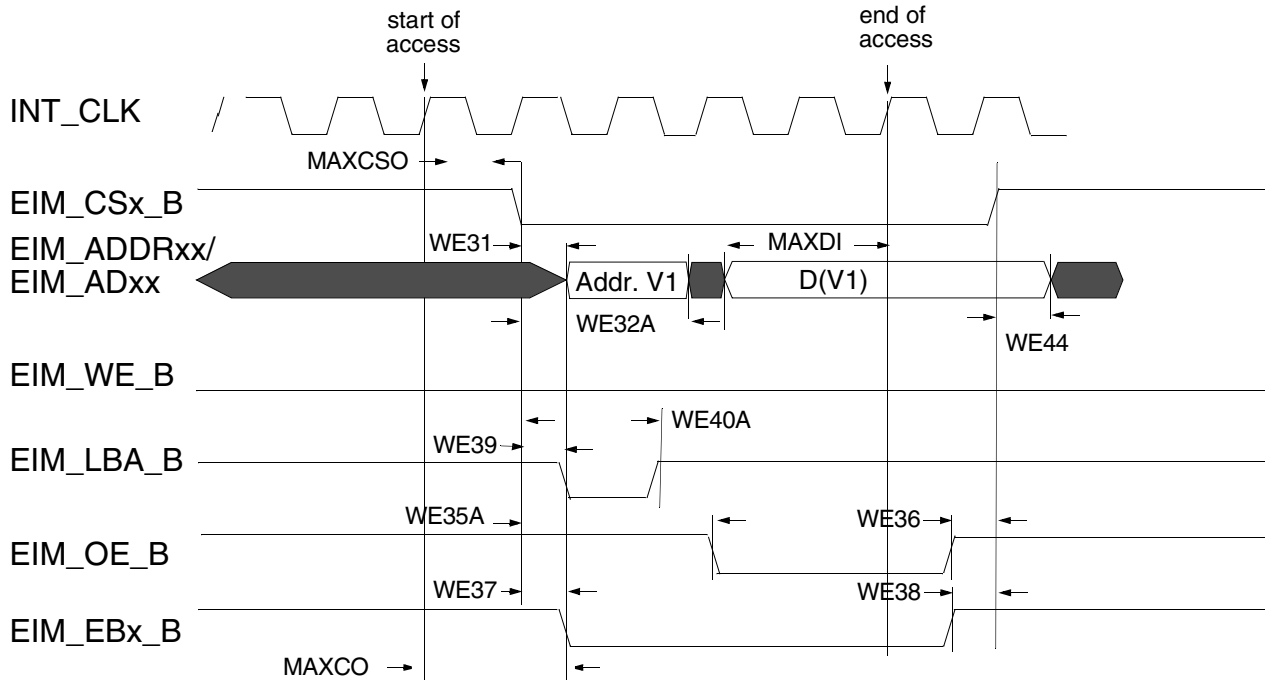 start of
access
end of
access
INT_CLK
MAXCSO
EIM_CSx_B
EIM_ADDRxx/
EIM_ADxx
WE31
MAXDI
Addr. V1
D(V1)
WE32A
WE44
EIM_WE_B
WE40A
WE39
EIM_LBA_B
WE35A
WE36
EIM_OE_B
WE37
WE38
EIM_EBx_B
MAXCO